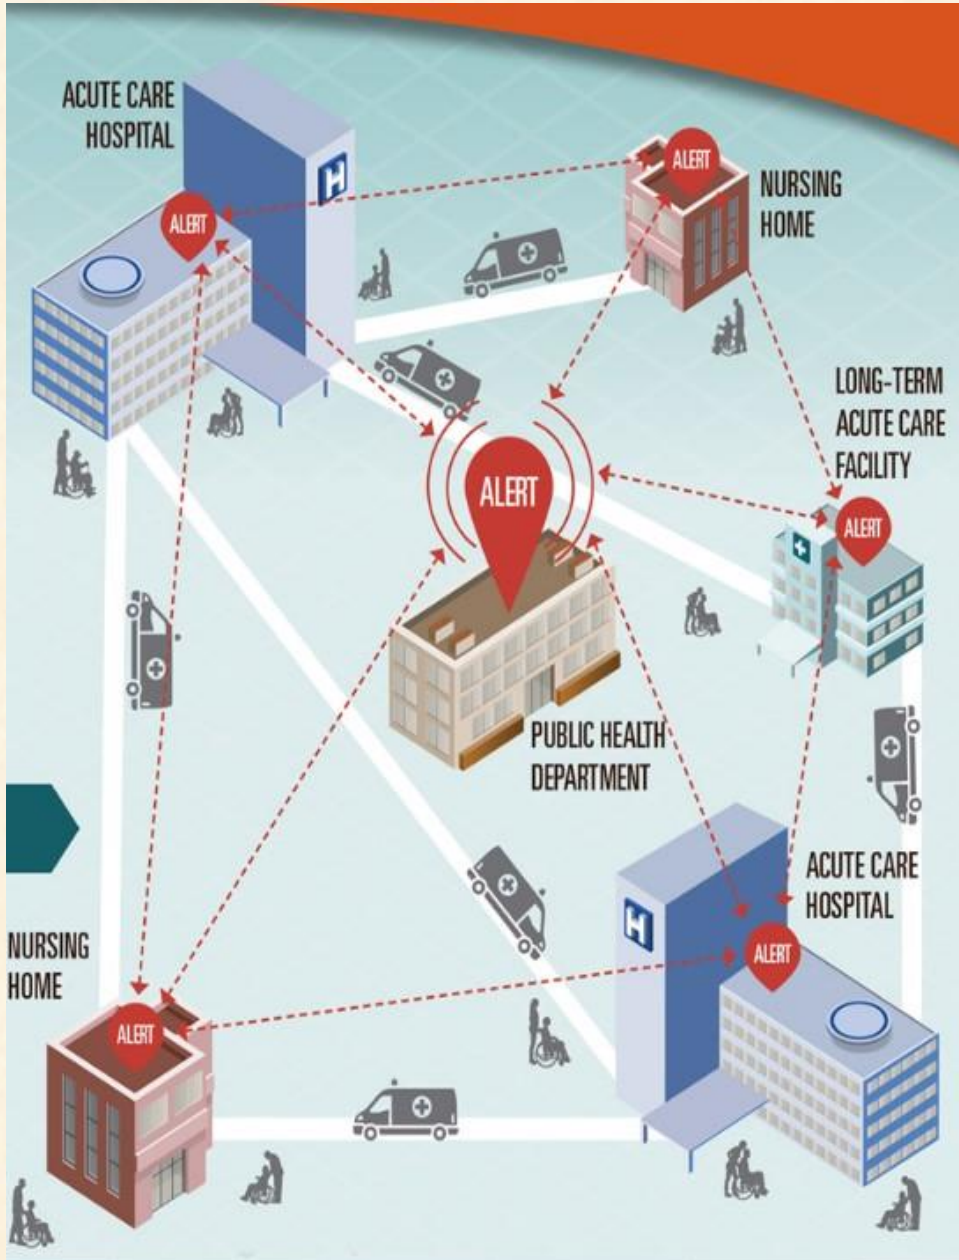 ACUTE CARE
HOSPITAL
H
ALERT
ALERT
NURSING
HOME
LONG-TERM
ACUTE CARE
FACILITY
ALERT
ALERT
PUBLIC HEALTH
DEPARTMENT
ACUTE CARE
HOSPITAL
H
ALERT
NURSING
HOME
ALERT